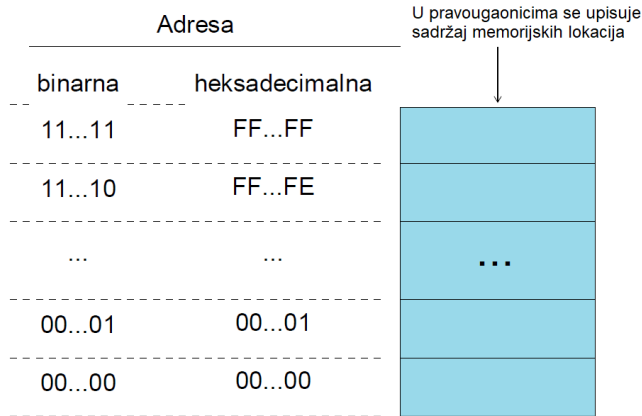 Adresa
U pravougaonicima se upisuje
sadržaj memorijskih lokacija
binarna heksadecimalna
11...11 FF...FF
11...10 FF...FE
... ... ...
00...01 00...01
00...00 00...00